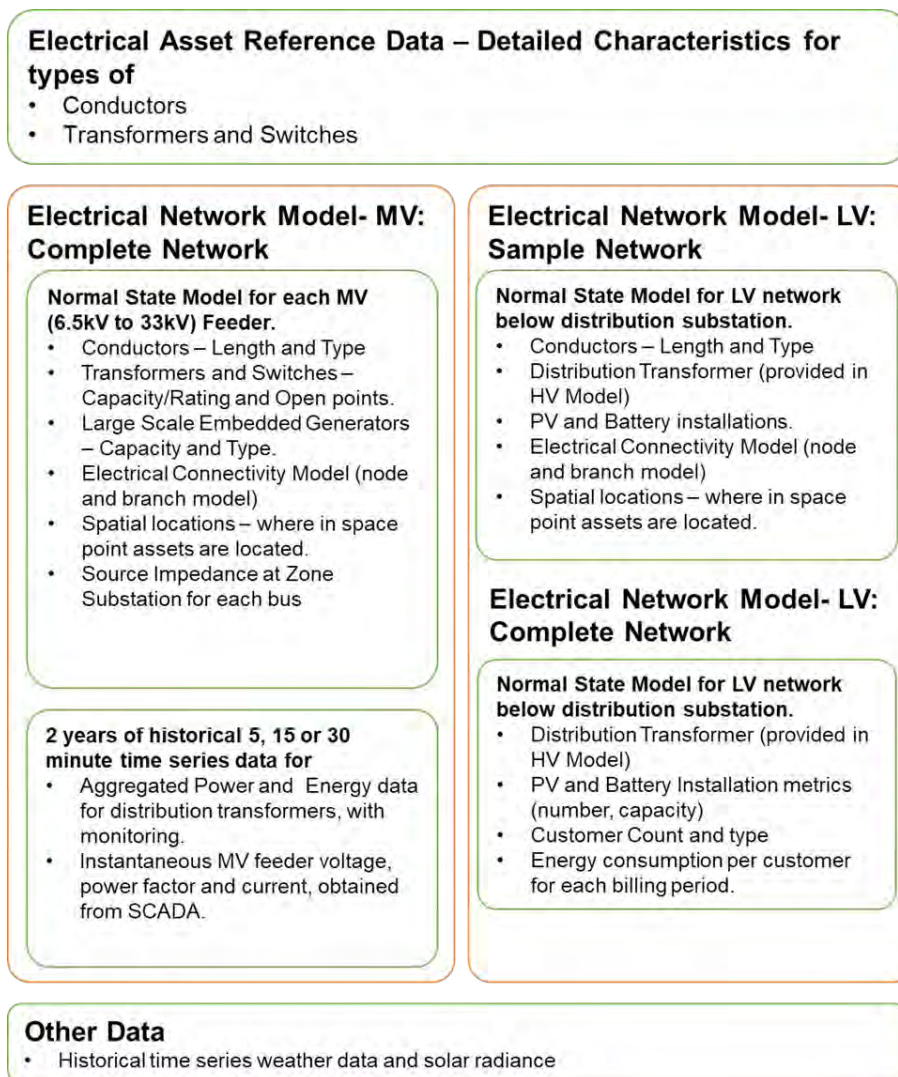 Electrical Asset Reference Data – Detailed Characteristics for
types of
• Conductors
• Transformers and Switches
Electrical Network Model- MV:
Complete Network
Normal State Model for each MV
(6.5kV to 33kV) Feeder.
• Conductors – Length and Type
• Transformers and Switches –
Capacity/Rating and Open points.
• Large Scale Embedded Generators
– Capacity and Type.
• Electrical Connectivity Model (node
and branch model)
• Spatial locations – where in space
point assets are located.
• Source Impedance at Zone
Substation for each bus
2 years of historical 5, 15 or 30
minute time series data for
• Aggregated Power and Energy data
for distribution transformers, with
monitoring.
• Instantaneous MV feeder voltage,
power factor and current, obtained
from SCADA.
Electrical Network Model- LV:
Sample Network
Normal State Model for LV network
below distribution substation.
• Conductors – Length and Type
• Distribution Transformer (provided in
HV Model)
• PV and Battery installations.
• Electrical Connectivity Model (node
and branch model)
• Spatial locations – where in space
point assets are located.
Electrical Network Model- LV:
Complete Network
Normal State Model for LV network
below distribution substation.
• Distribution Transformer (provided in
HV Model)
• PV and Battery Installation metrics
(number, capacity)
• Customer Count and type
• Energy consumption per customer
for each billing period.
Other Data
• Historical time series weather data and solar radiance